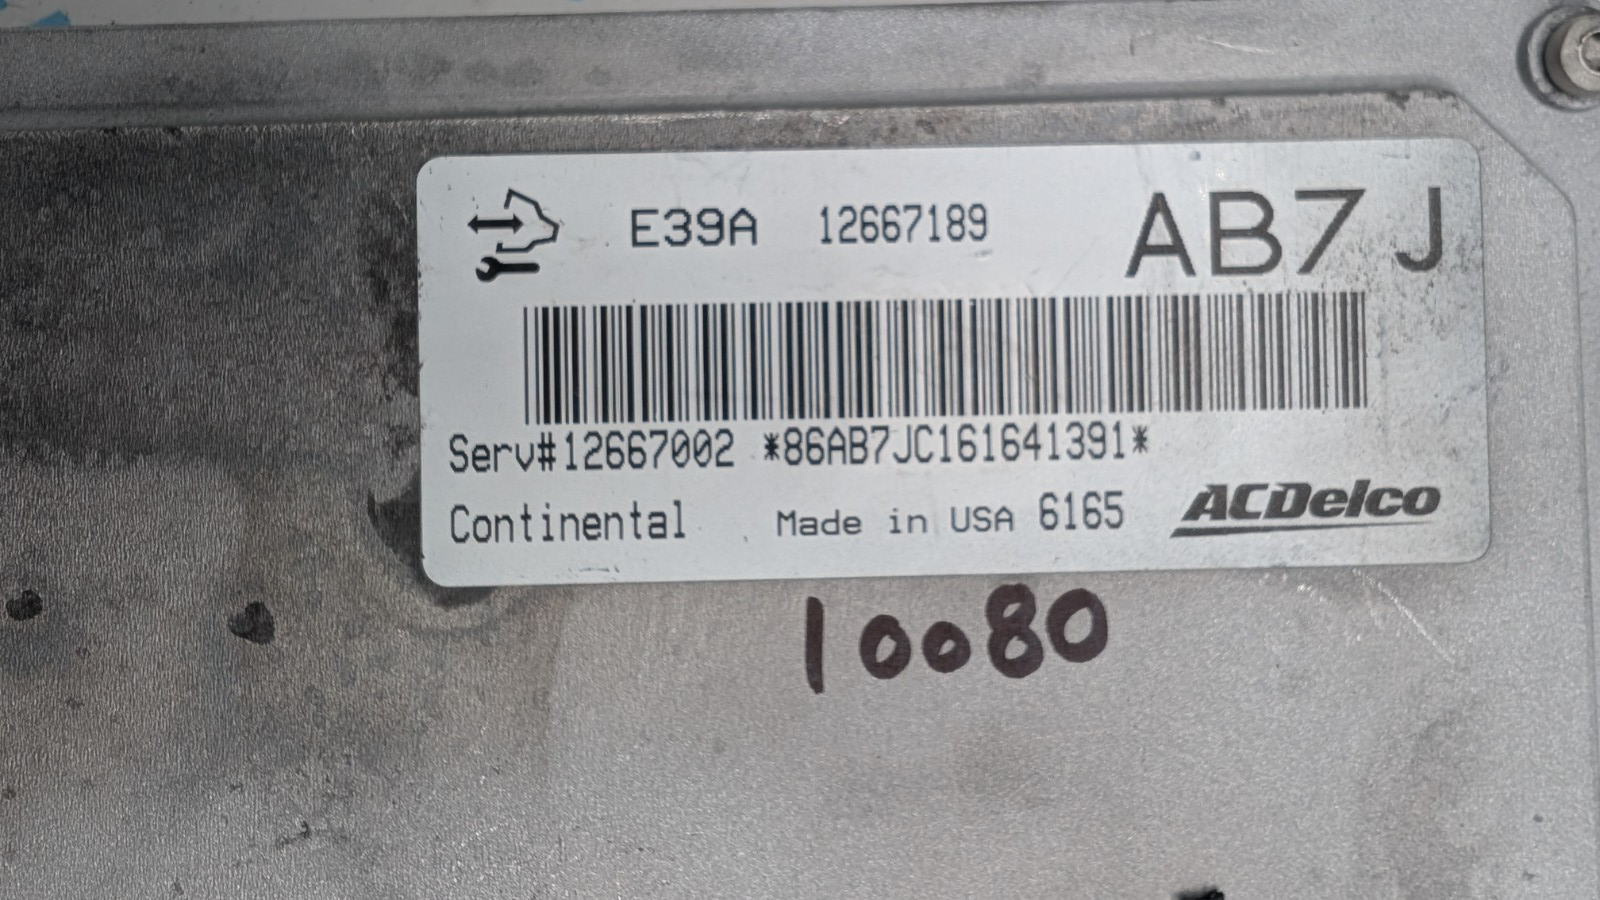 E39A 12667189 AB7J
Serv#12667002 *86AB7JC161641391*
Continental Made in USA 6165 ACDelco
10080